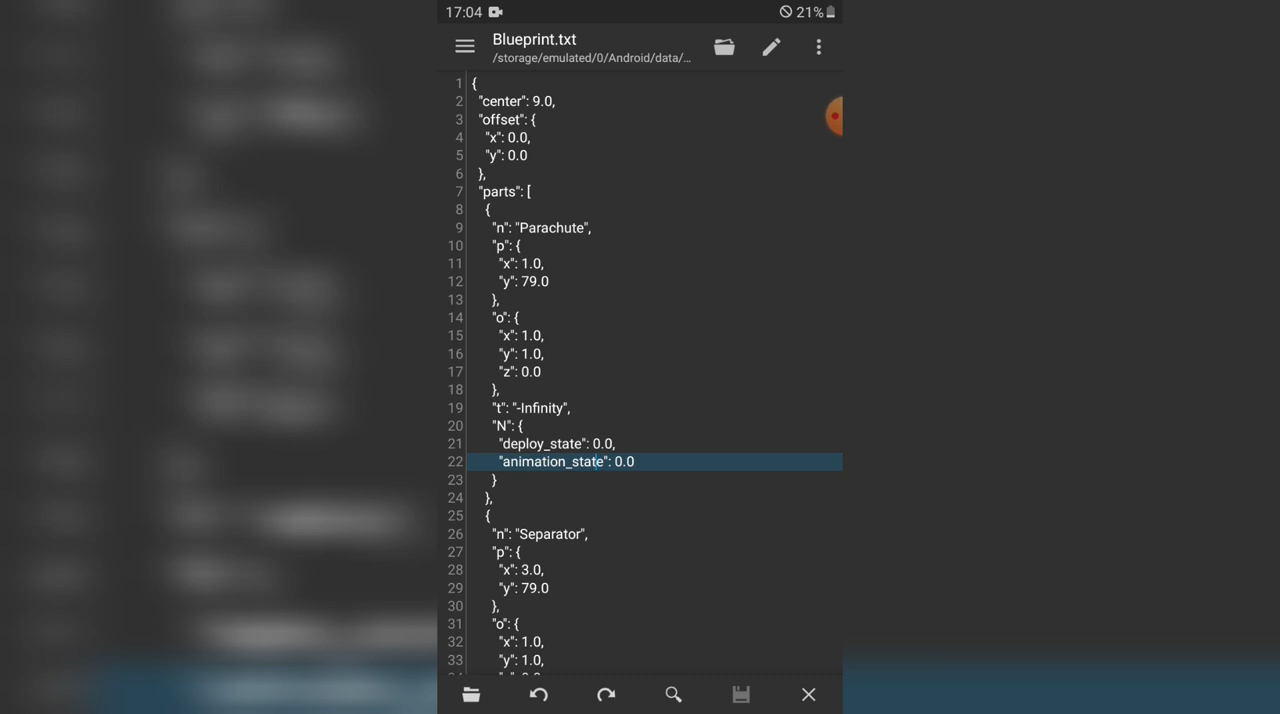 17:04
21%
Blueprint.txt
/storage/emulated/0/Android/data/...
1 {
2 "center": 9.0,
3 "offset": {
4 "x": 0.0,
5 "y": 0.0
6 },
7 "parts": [
8 {
9 "n": "Parachute",
10 "p": {
11 "x": 1.0,
12 "y": 79.0
13 },
14 "o": {
15 "x": 1.0,
16 "y": 1.0,
17 "z": 0.0
18 },
19 "t": "-Infinity",
20 "N": {
21 "deploy_state": 0.0,
22 "animation_state": 0.0
23 }
24 },
25 {
26 "n": "Separator",
27 "p": {
28 "x": 3.0,
29 "y": 79.0
30 },
31 "o": {
32 "x": 1.0,
33 "y": 1.0,